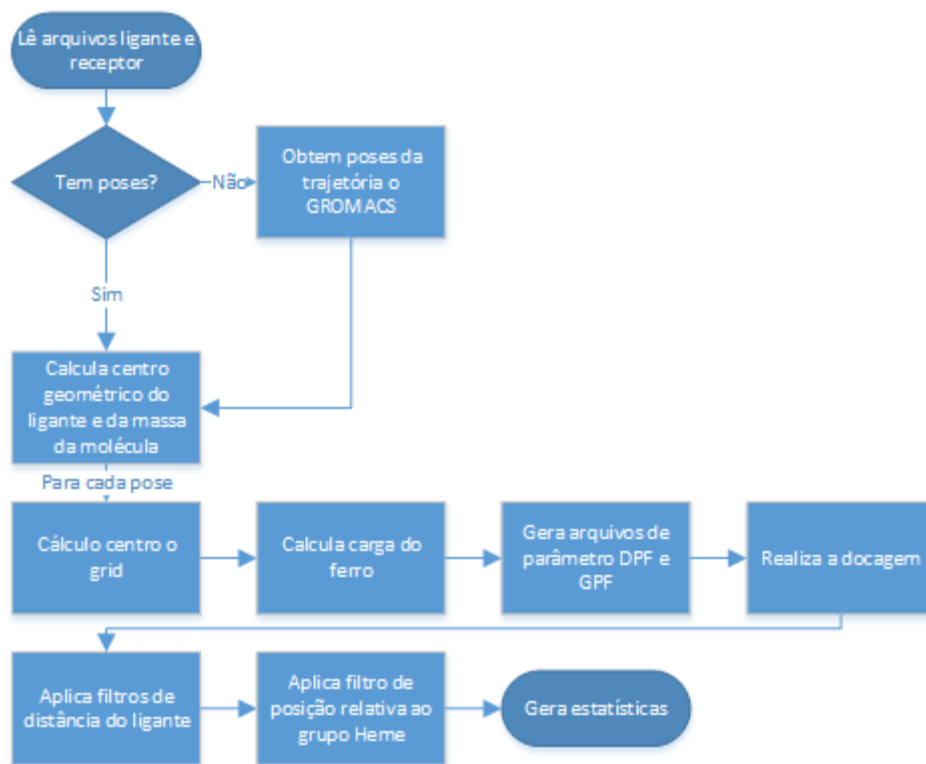 Lê arquivos ligante e
receptor
Tem poses?
Não
Obtem poses da
trajetória o
GROMACS
Sim
Calcula centro
geométrico do
ligante e da massa
da molécula
Para cada pose
Cálculo centro o
grid
Calcula carga do
ferro
Gera arquivos de
parâmetro DPF e
GPF
Realiza a docagem
Aplica filtros de
distância do ligante
Aplica filtro de
posição relativa ao
grupo Heme
Gera estatísticas